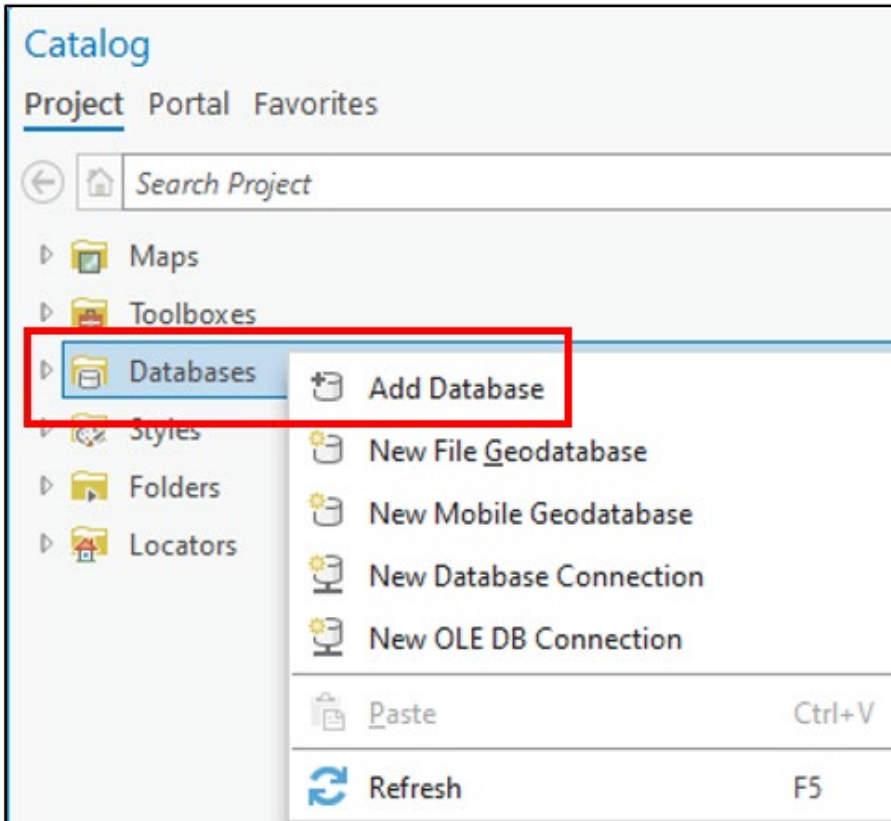 Catalog
Project Portal Favorites
Search Project
Maps
Toolboxes
Databases
Add Database
Styles
New File Geodatabase
Folders
New Mobile Geodatabase
Locators
New Database Connection
New OLE DB Connection
Paste Ctrl+V
Refresh F5